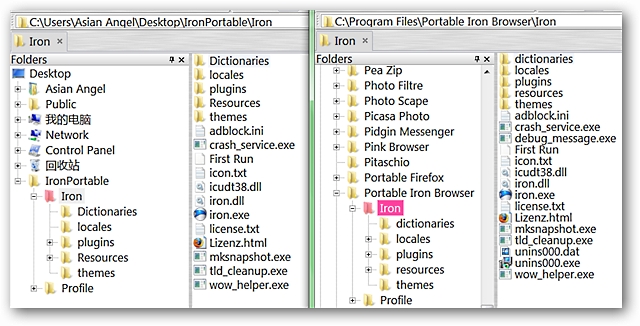 C:\Users\Asian Angel\Desktop\IronPortable\Iron
Iron ×
Folders
Desktop
Asian Angel
Public
我的电脑
Network
Control Panel
回收站
IronPortable
Iron
Dictionaries
locales
plugins
Resources
themes
Profile
Dictionaries
locales
plugins
Resources
themes
adblock.ini
crash_service.exe
First Run
icon.txt
icudt38.dll
iron.dll
iron.exe
license.txt
Lizenz.html
mksnapshot.exe
tld_cleanup.exe
wow_helper.exe
C:\Program Files\Portable Iron Browser\Iron
Iron ×
Folders
Pea Zip
Photo Filtre
Photo Scape
Picasa Photo
Pidgin Messenger
Pink Browser
Pitaschio
Portable Firefox
Portable Iron Browser
Iron
dictionaries
locales
plugins
resources
themes
Profile
dictionaries
locales
plugins
resources
themes
adblock.ini
crash_service.exe
debug_message.exe
First Run
icon.txt
icudt38.dll
iron.dll
iron.exe
license.txt
Lizenz.html
mksnapshot.exe
tld_cleanup.exe
unins000.dat
unins000.exe
wow_helper.exe